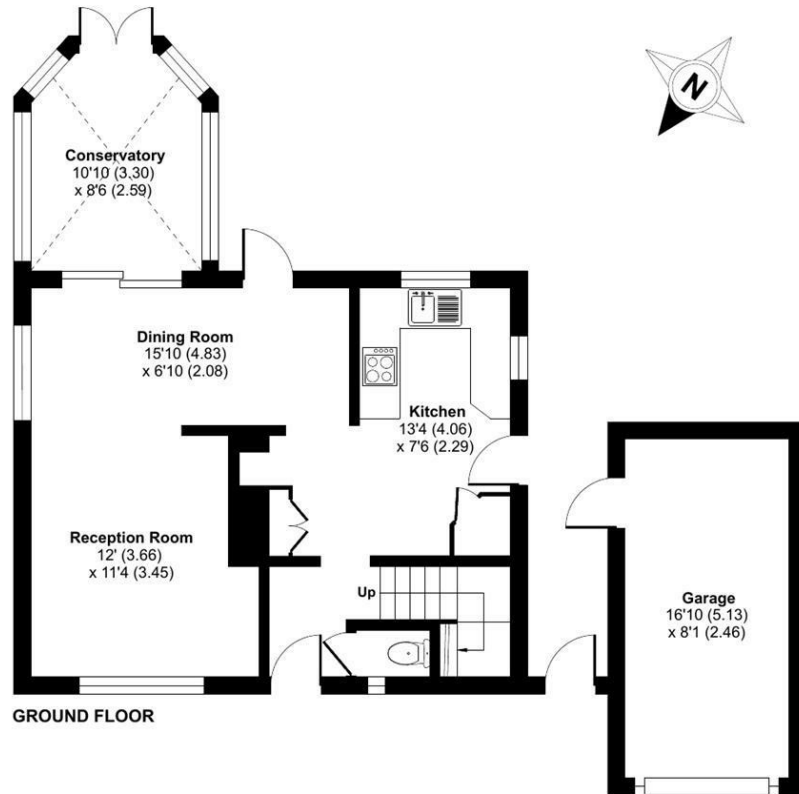 N
Conservatory
10'10 (3.30)
x 8'6 (2.59)
Dining Room
15'10 (4.83)
x 6'10 (2.08)
Kitchen
13'4 (4.06)
x 7'6 (2.29)
Reception Room
12' (3.66)
x 11'4 (3.45)
Up
Garage
16'10 (5.13)
x 8'1 (2.46)
GROUND FLOOR